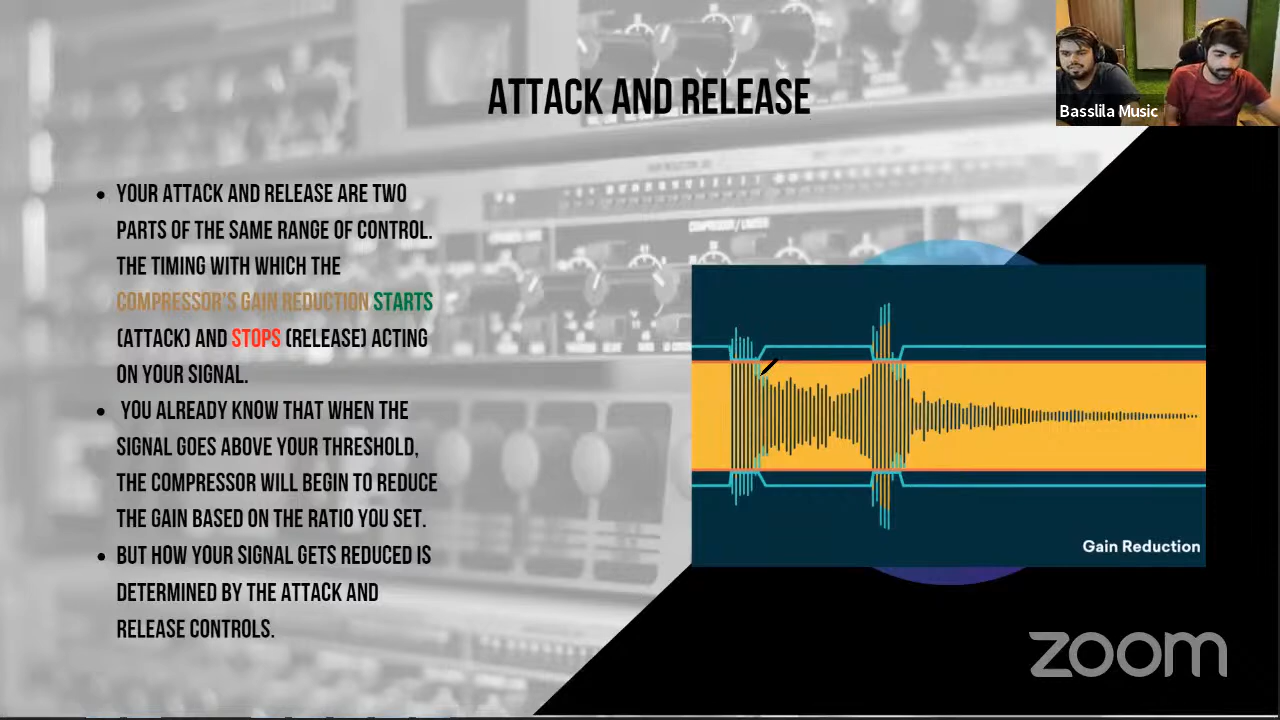 ATTACK AND RELEASE
Basslila Music
• YOUR ATTACK AND RELEASE ARE TWO
PARTS OF THE SAME RANGE OF CONTROL.
THE TIMING WITH WHICH THE
COMPRESSOR'S GAIN REDUCTION STARTS
(ATTACK) AND STOPS (RELEASE) ACTING
ON YOUR SIGNAL.
• YOU ALREADY KNOW THAT WHEN THE
SIGNAL GOES ABOVE YOUR THRESHOLD,
THE COMPRESSOR WILL BEGIN TO REDUCE
THE GAIN BASED ON THE RATIO YOU SET.
• BUT HOW YOUR SIGNAL GETS REDUCED IS
DETERMINED BY THE ATTACK AND
RELEASE CONTROLS.
COMPRESSOR / LIMITER
Gain Reduction
zoom